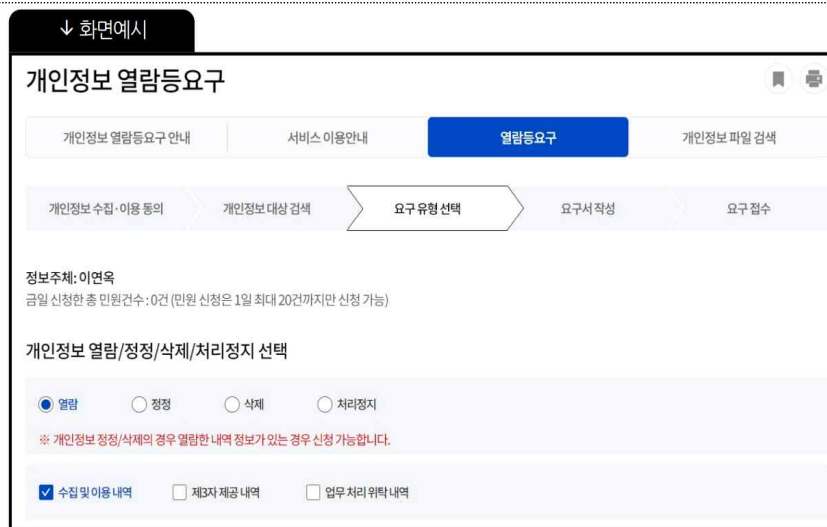 ↓ 화면예시
개인정보 열람등요구
개인정보 열람등요구 안내 서비스 이용안내 열람등요구 개인정보 파일 검색
개인정보 수집·이용 동의 개인정보 대상 검색 요구 유형 선택 요구서 작성 요구 접수
정보주체: 이연옥
금일 신청한 총 민원건수 : 0건 (민원 신청은 1일 최대 20건까지만 신청 가능)
개인정보 열람/정정/삭제/처리정지 선택
열람 정정 삭제 처리정지
※ 개인정보 정정/삭제의 경우 열람한 내역 정보가 있는 경우 신청 가능합니다.
수집 및 이용 내역 제3자 제공 내역 업무 처리 위탁 내역